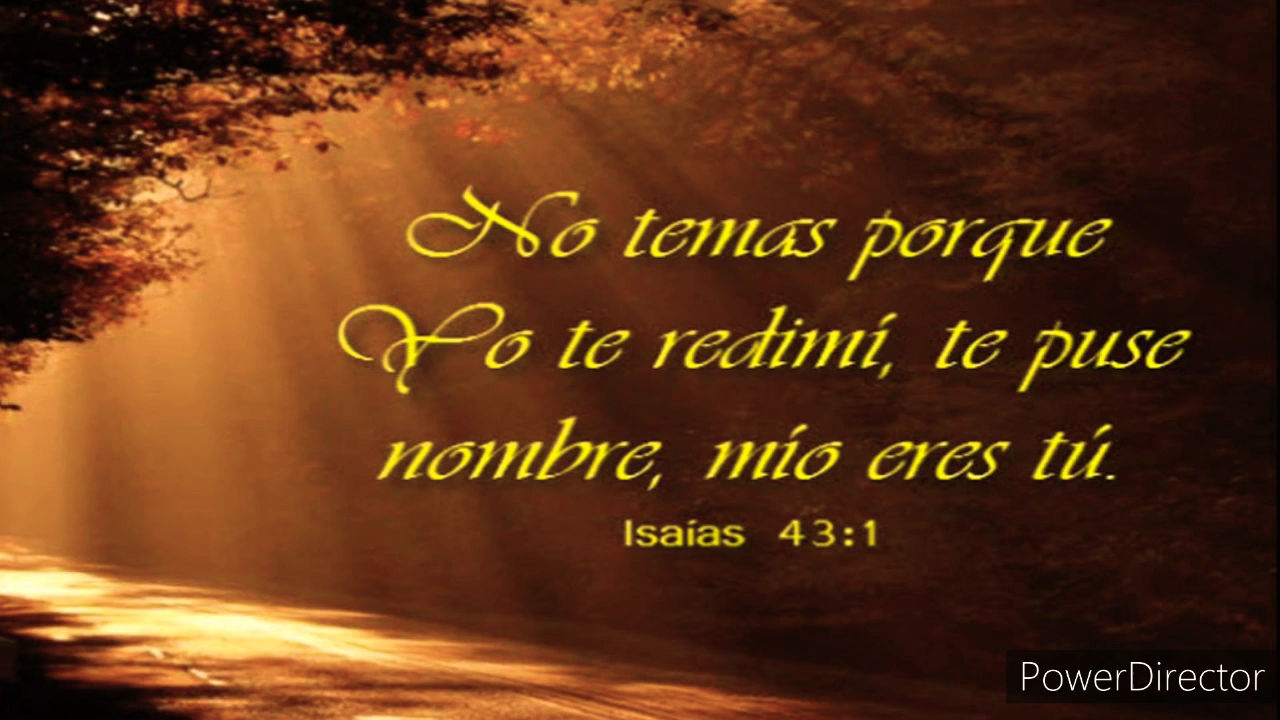 No temas porque
Yo te redimí, te puse
nombre, mío eres tú.
Isaías 43:1
PowerDirector